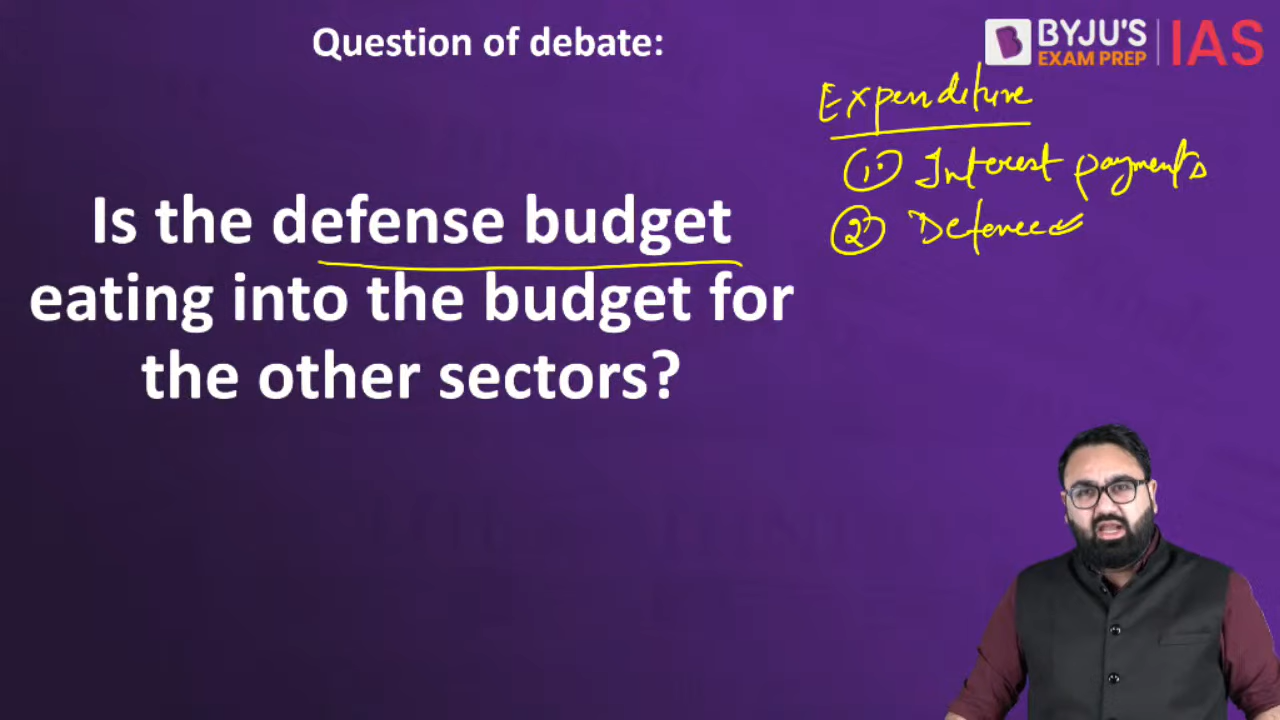 Question of debate:
BYJU'S IAS
EXAM PREP
Expenditure
1. Interest payments
2. Defence
Is the defense budget
eating into the budget for
the other sectors?